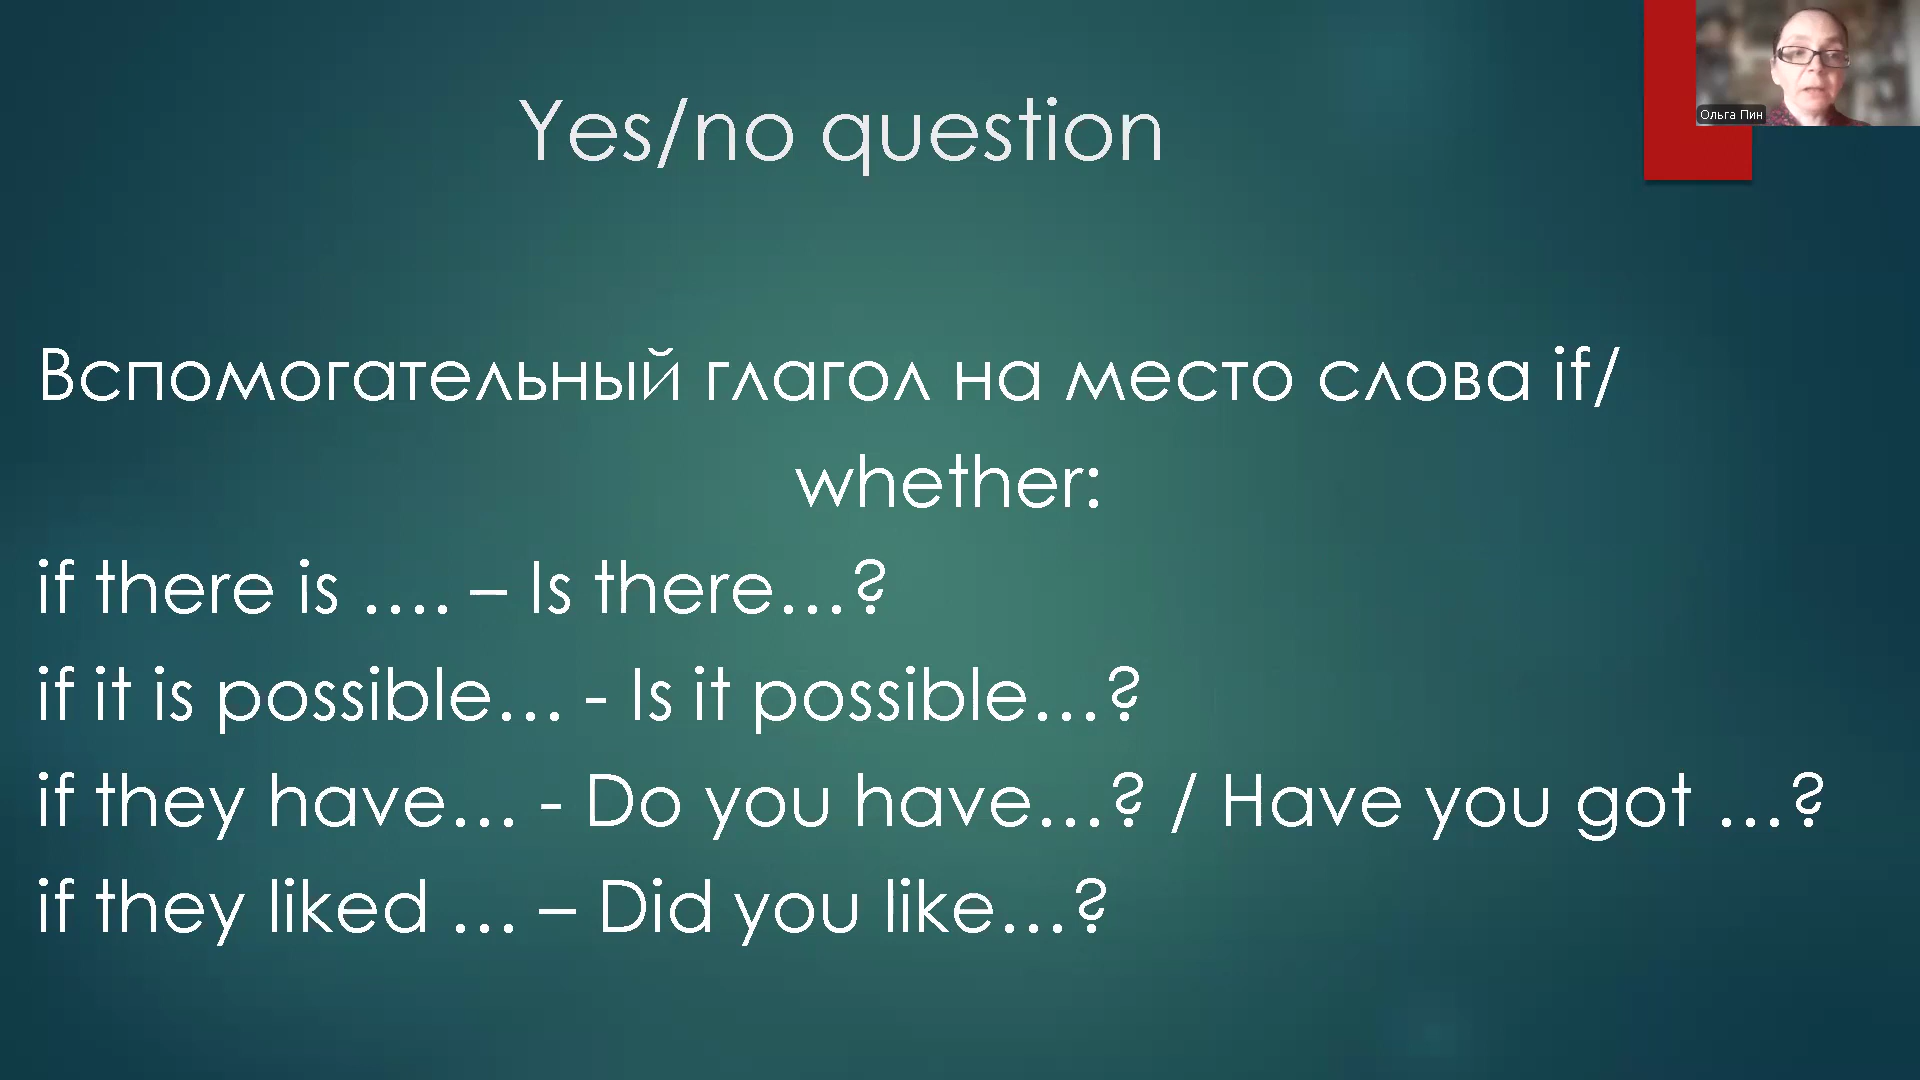 Yes/no question
Ольга Пин
Вспомогательный глагол на место слова if/
whether:
if there is .... – Is there…?
if it is possible… - Is it possible…?
if they have… - Do you have…? / Have you got …?
if they liked … – Did you like…?